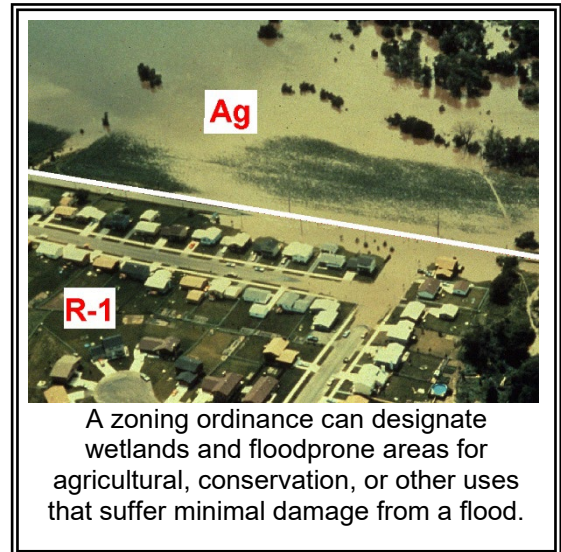 Ag
R-1
A zoning ordinance can designate
wetlands and floodprone areas for
agricultural, conservation, or other uses
that suffer minimal damage from a flood.